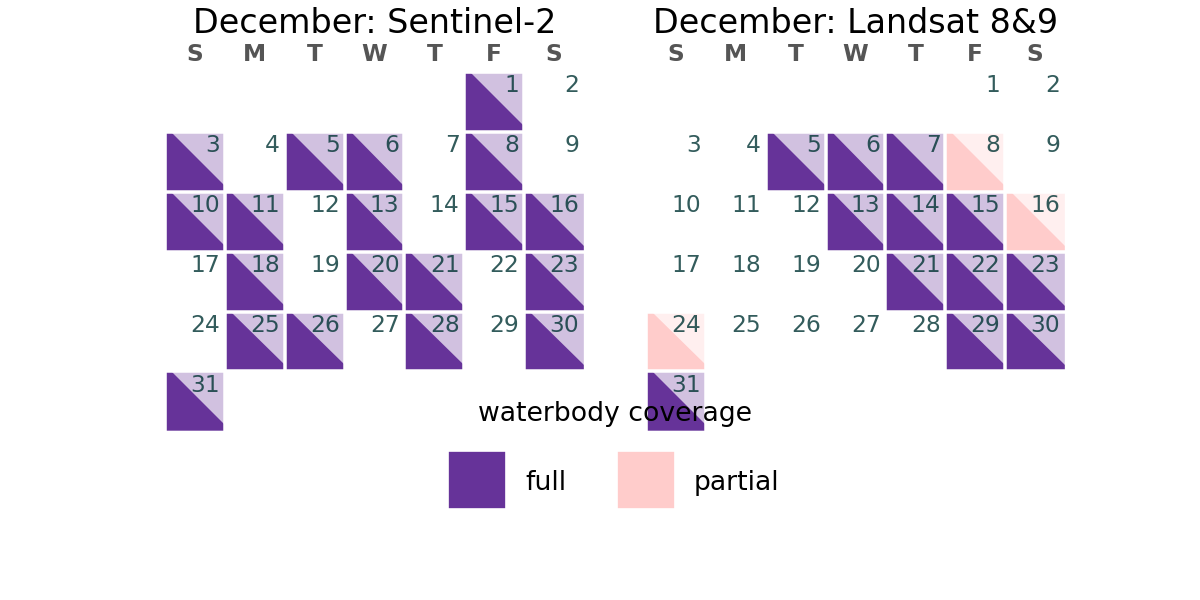 December: Sentinel-2
S M T W T F S
1 2
3 4 5 6 7 8 9
10 11 12 13 14 15 16
17 18 19 20 21 22 23
24 25 26 27 28 29 30
31
December: Landsat 8&9
S M T W T F S
1 2
3 4 5 6 7 8 9
10 11 12 13 14 15 16
17 18 19 20 21 22 23
24 25 26 27 28 29 30
31
waterbody coverage
full partial